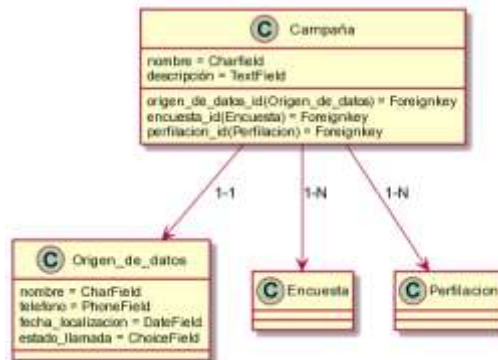 C Campaña
nombre = Charfield
descripción = TextField
origen_de_datos_id(Origen_de_datos) = Foreignkey
encuesta_id(Encuesta) = Foreignkey
perfilacion_id(Perfilacion) = Foreignkey
1-1
1-N
1-N
C Origen_de_datos
nombre = CharField
telefono = PhoneField
fecha_localizacion = DateField
estado_llamada = ChoiceField
C Encuesta
C Perfilacion